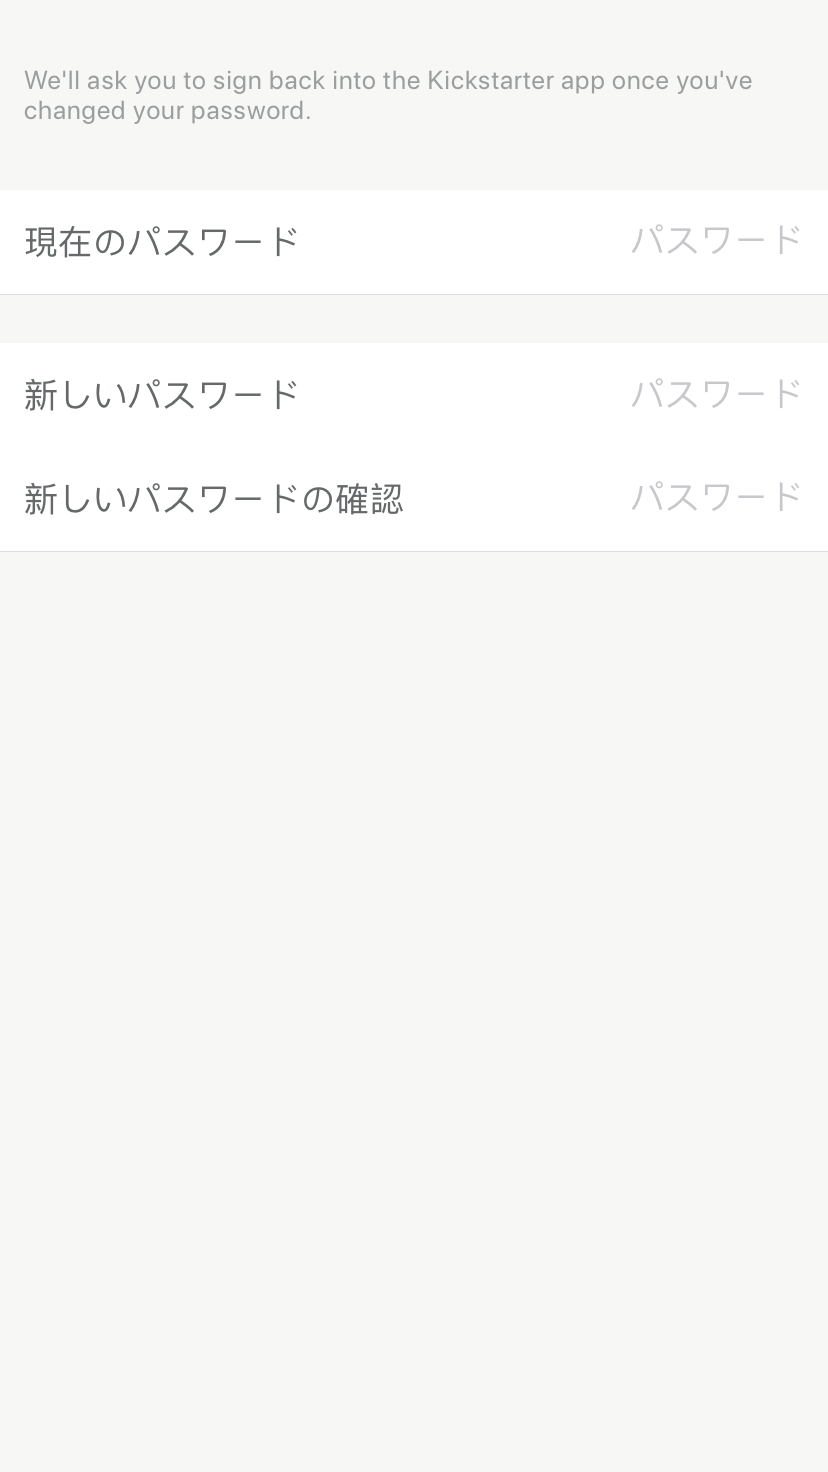 We'll ask you to sign back into the Kickstarter app once you've
changed your password.
現在のパスワード パスワード
新しいパスワード パスワード
新しいパスワードの確認 パスワード